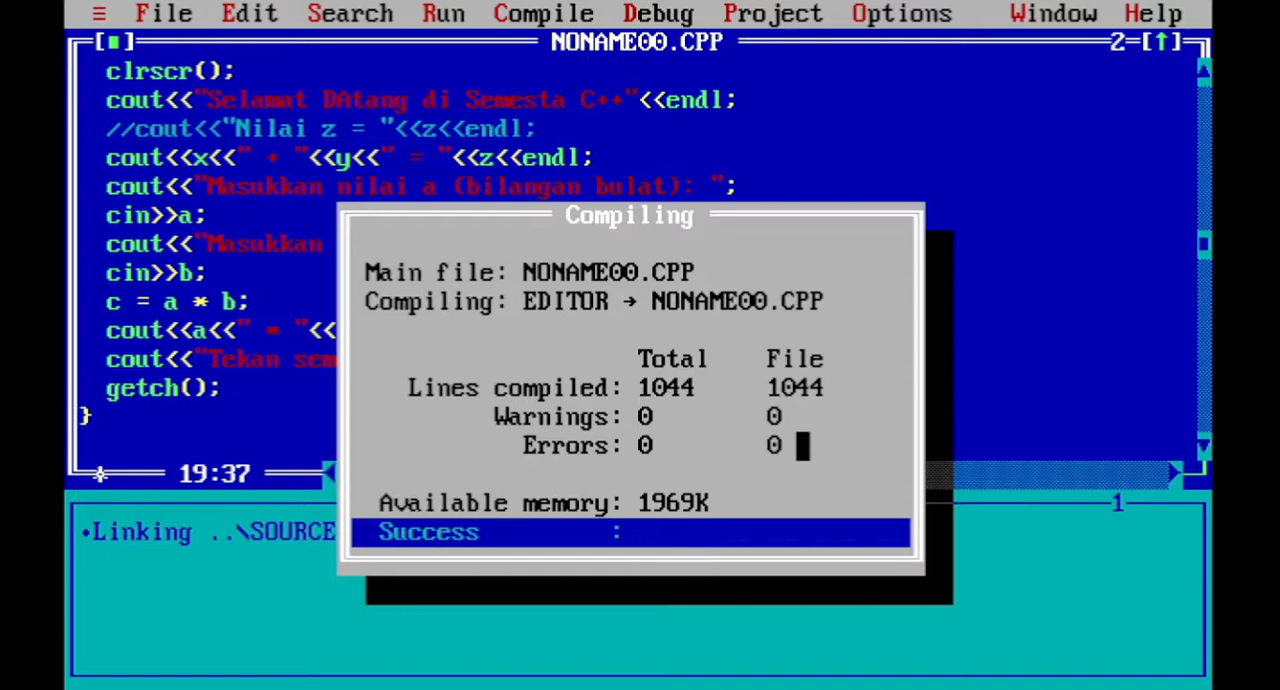 ≡ File Edit Search Run Compile Debug Project Options Window Help
[■] NONAME00.CPP 2=[↑]
clrscr();
cout<<"Selamat DAtang di Semesta C++"<<endl;
//cout<<"Nilai z = "<<z<<endl;
cout<<x<<" + "<<y<<" = "<<z<<endl;
cout<<"Masukkan nilai a (bilangan bulat): ";
cin>>a;
cout<<"Masukkan
cin>>b;
c = a * b;
cout<<a<<" * "<<
cout<<"Tekan sem
getch();
}
19:37
Compiling
Main file: NONAME00.CPP
Compiling: EDITOR → NONAME00.CPP
Total File
Lines compiled: 1044 1044
Warnings: 0 0
Errors: 0 0
Available memory: 1969K
Success :
1
•Linking ..\SOURCE